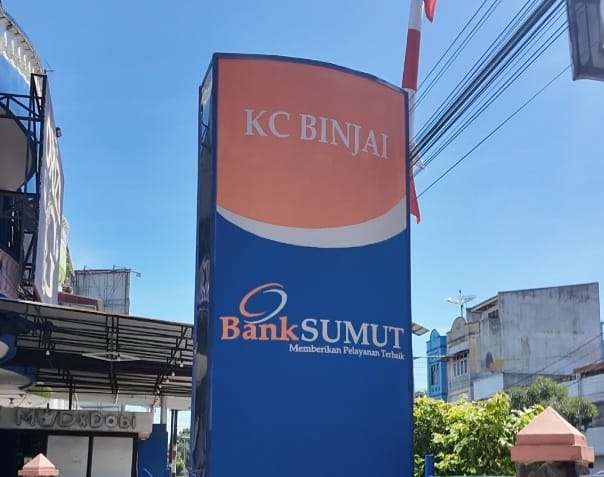 KC BINJAI
BankSUMUT
Memberikan Pelayanan Terbaik